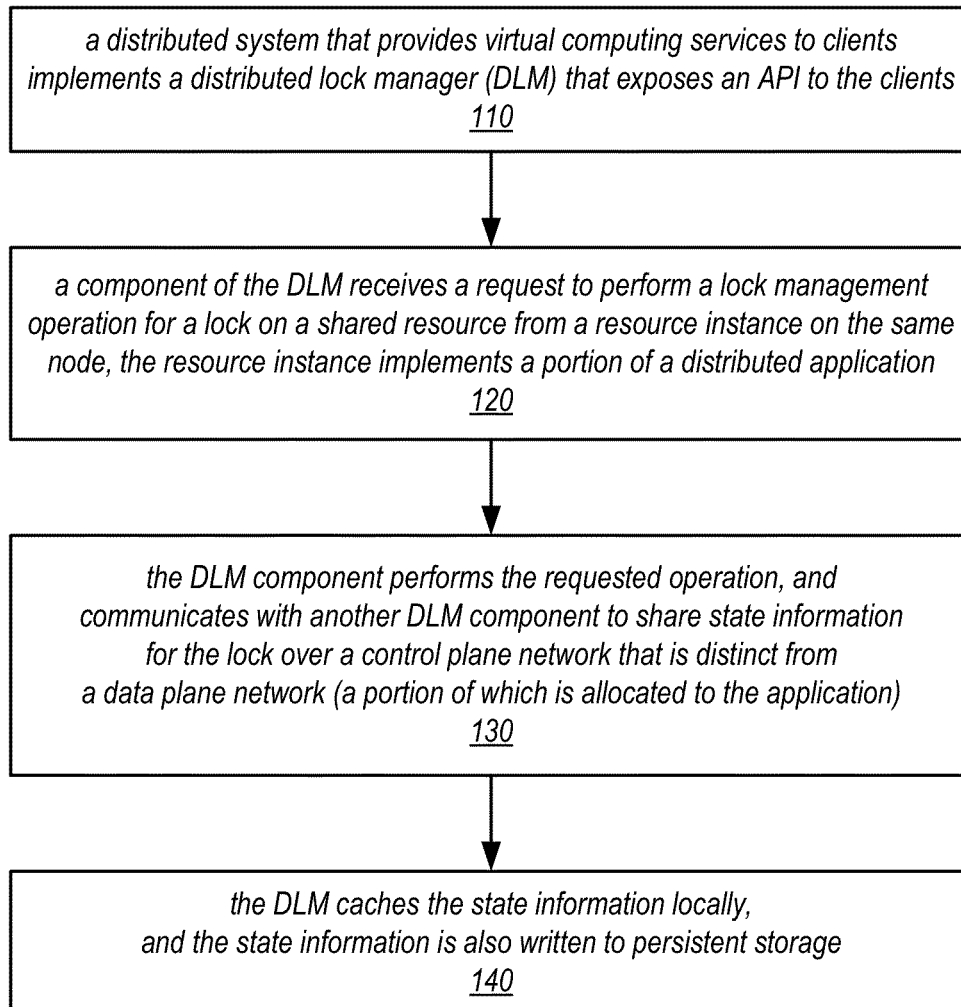 a distributed system that provides virtual computing services to clients
implements a distributed lock manager (DLM) that exposes an API to the clients
110
a component of the DLM receives a request to perform a lock management
operation for a lock on a shared resource from a resource instance on the same
node, the resource instance implements a portion of a distributed application
120
the DLM component performs the requested operation, and
communicates with another DLM component to share state information
for the lock over a control plane network that is distinct from
a data plane network (a portion of which is allocated to the application)
130
the DLM caches the state information locally,
and the state information is also written to persistent storage
140